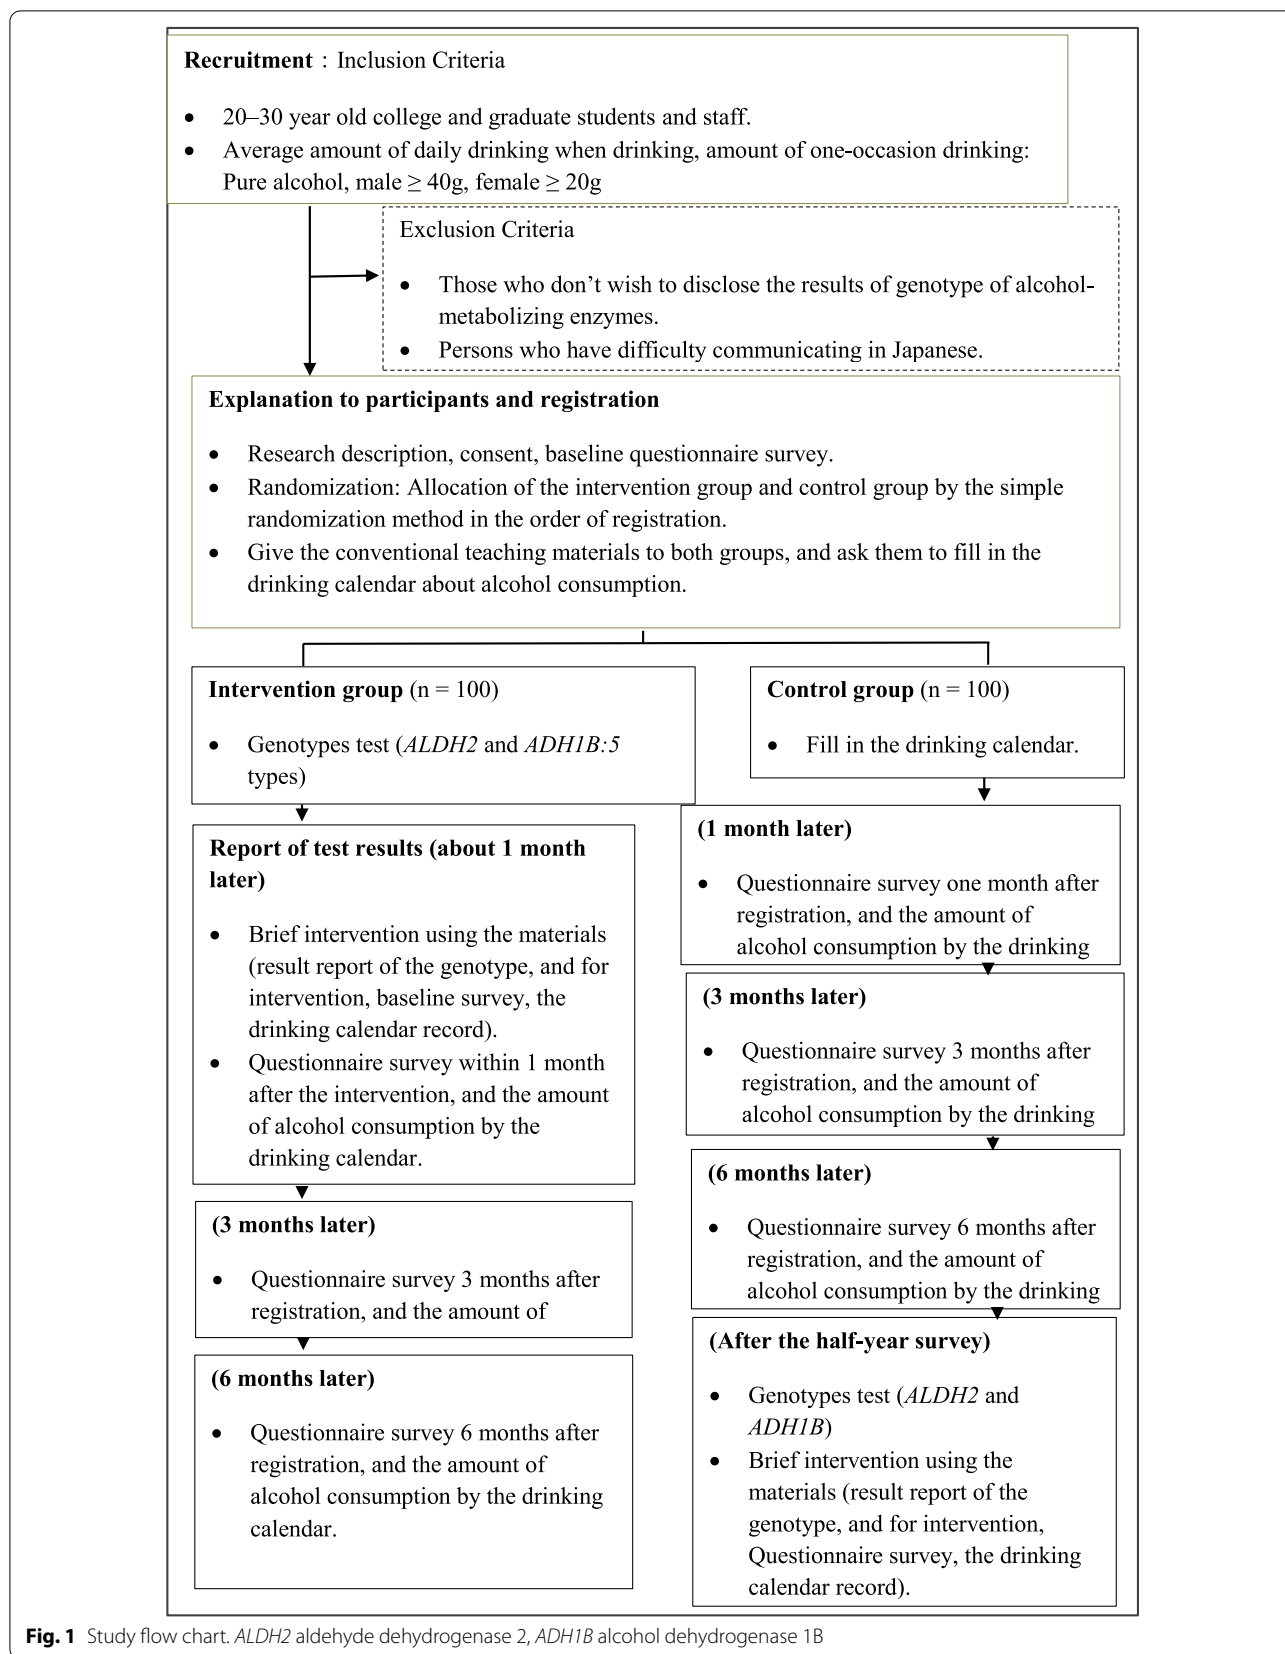 Recruitment : Inclusion Criteria
• 20–30 year old college and graduate students and staff.
• Average amount of daily drinking when drinking, amount of one-occasion drinking:
Pure alcohol, male ≥ 40g, female ≥ 20g
Exclusion Criteria
• Those who don’t wish to disclose the results of genotype of alcohol-
metabolizing enzymes.
• Persons who have difficulty communicating in Japanese.
Explanation to participants and registration
• Research description, consent, baseline questionnaire survey.
• Randomization: Allocation of the intervention group and control group by the simple
randomization method in the order of registration.
• Give the conventional teaching materials to both groups, and ask them to fill in the
drinking calendar about alcohol consumption.
Intervention group (n = 100)
• Genotypes test (ALDH2 and ADH1B:5
types)
Report of test results (about 1 month
later)
• Brief intervention using the materials
(result report of the genotype, and for
intervention, baseline survey, the
drinking calendar record).
• Questionnaire survey within 1 month
after the intervention, and the amount
of alcohol consumption by the
drinking calendar.
(3 months later)
• Questionnaire survey 3 months after
registration, and the amount of
(6 months later)
• Questionnaire survey 6 months after
registration, and the amount of
alcohol consumption by the drinking
calendar.
Control group (n = 100)
• Fill in the drinking calendar.
(1 month later)
• Questionnaire survey one month after
registration, and the amount of
alcohol consumption by the drinking
(3 months later)
• Questionnaire survey 3 months after
registration, and the amount of
alcohol consumption by the drinking
(6 months later)
• Questionnaire survey 6 months after
registration, and the amount of
alcohol consumption by the drinking
(After the half-year survey)
• Genotypes test (ALDH2 and
ADH1B)
• Brief intervention using the
materials (result report of the
genotype, and for intervention,
Questionnaire survey, the drinking
calendar record).
Fig. 1 Study flow chart. ALDH2 aldehyde dehydrogenase 2, ADH1B alcohol dehydrogenase 1B